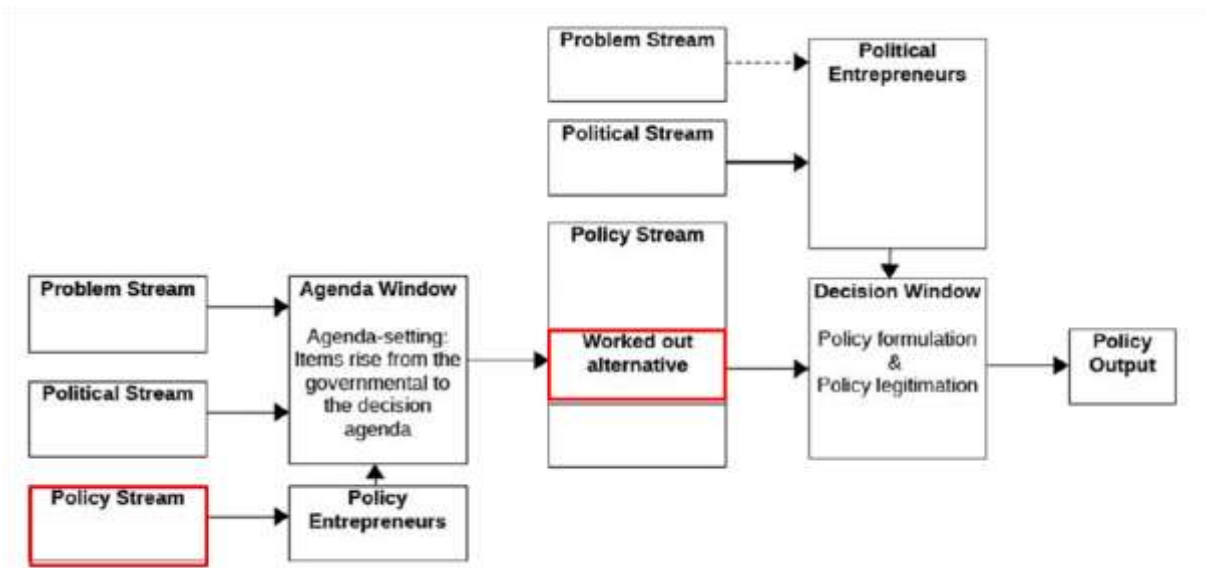 Problem Stream
Political
Entrepreneurs
Political Stream
Policy Stream
Problem Stream
Agenda Window
Decision Window
Agenda-setting:
Items rise from the
governmental to
the decision
agenda
Worked out
alternative
Policy formulation
&
Policy legitimation
Policy
Output
Political Stream
Policy Stream
Policy
Entrepreneurs